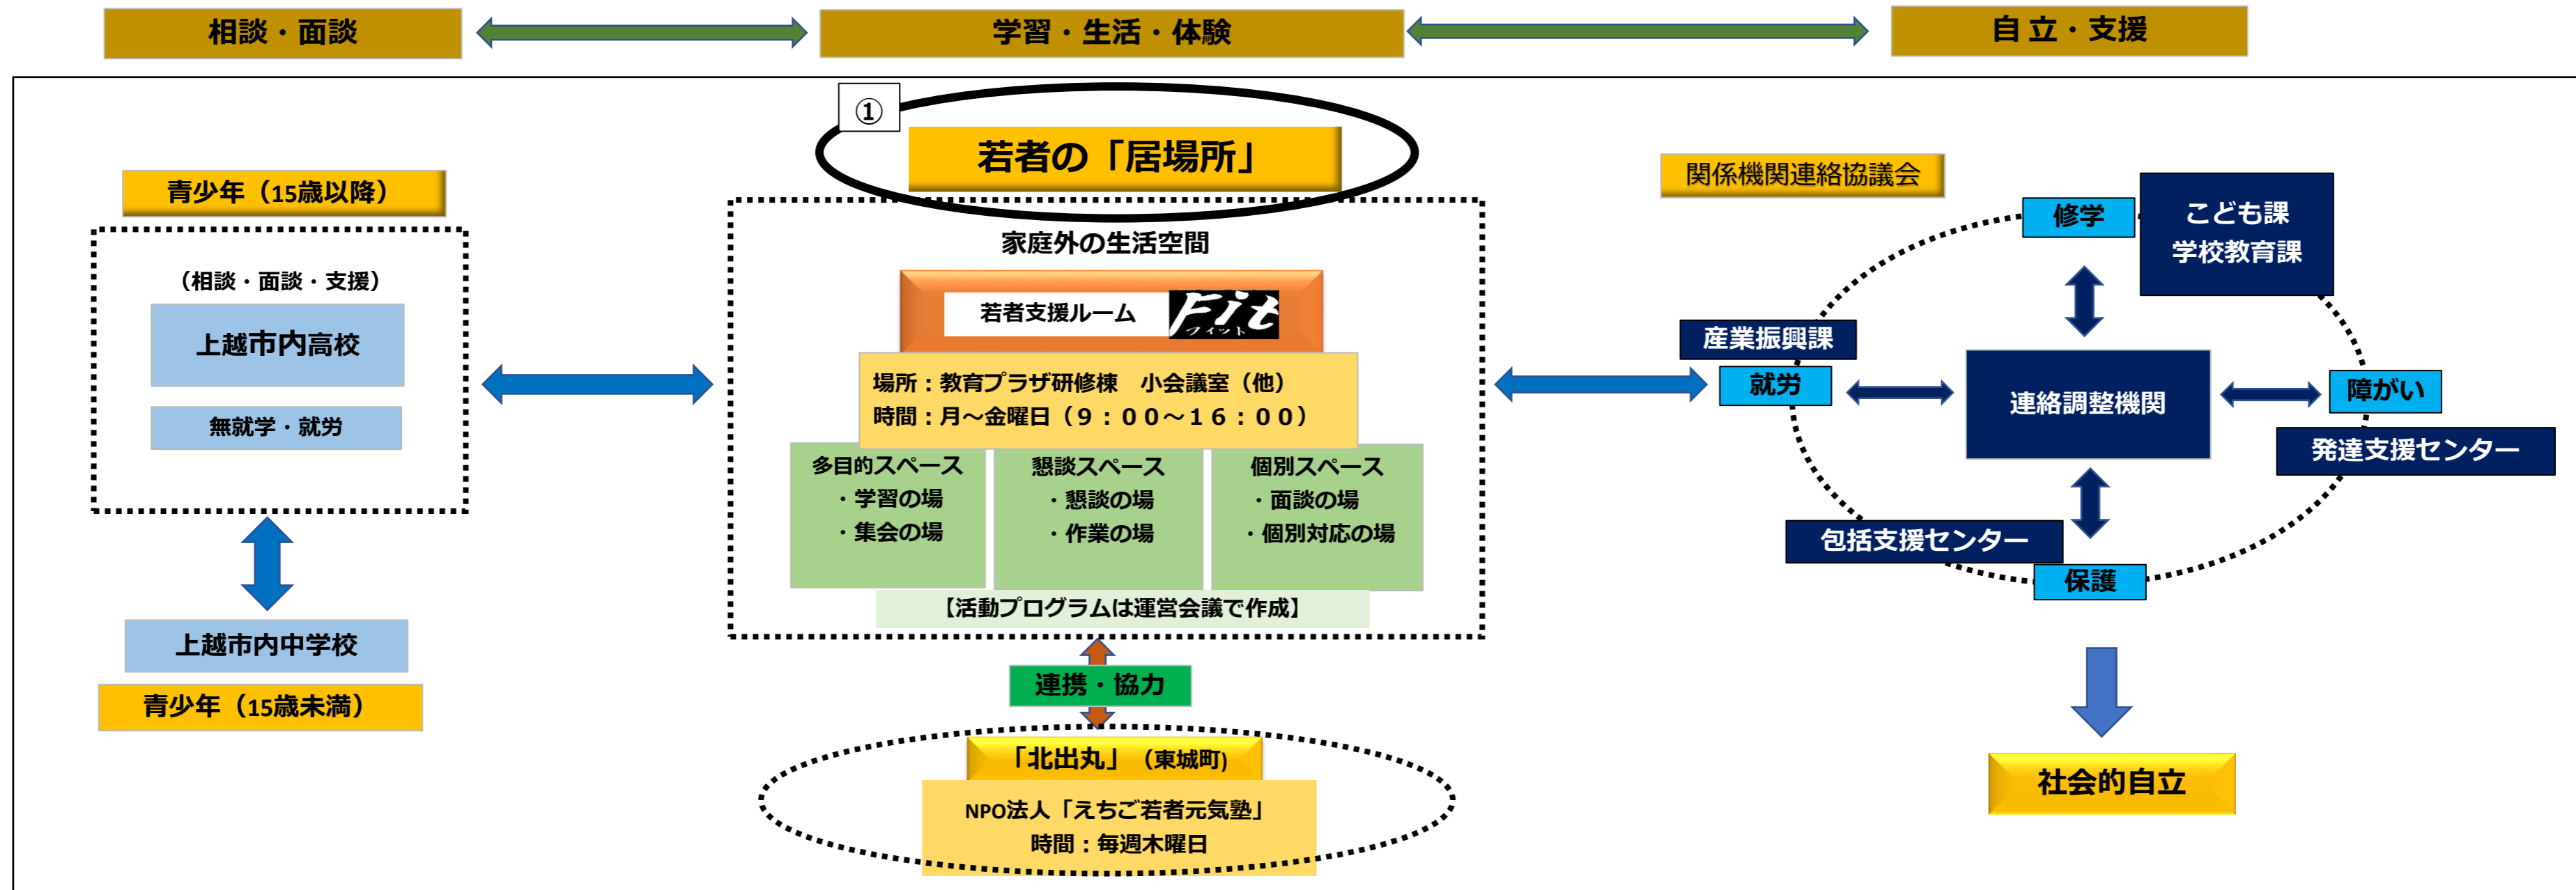 相談・面談
学習・生活・体験
自 立・支援
①
若者の「居場所」
青少年（15歳以降）
（相談・面談・支援）
上越市内高校
無就学・就労
上越市内中学校
青少年（15歳未満）
家庭外の生活空間
若者支援ルーム
Fit
フィット
場所：教育プラザ研修棟　小会議室（他）
時間：月～金曜日（９：００～１６：００）
多目的スペース
・学習の場
・集会の場
懇談スペース
・懇談の場
・作業の場
個別スペース
・面談の場
・個別対応の場
【活動プログラムは運営会議で作成】
連携・協力
「北出丸」（東城町)
NPO法人「えちご若者元気塾」
時間：毎週木曜日
関係機関連絡協議会
修学
こども課
学校教育課
産業振興課
就労
連絡調整機関
障がい
発達支援センター
包括支援センター
保護
社会的自立